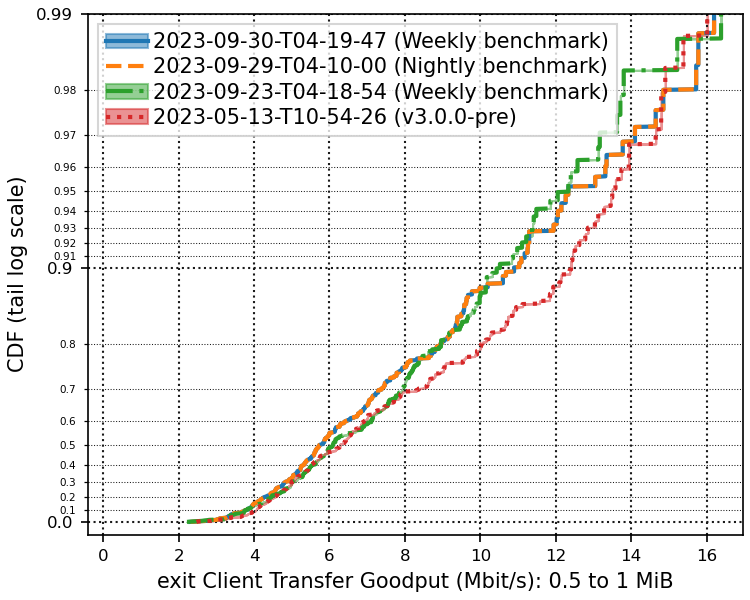 2023-09-30-T04-19-47 (Weekly benchmark)
2023-09-29-T04-10-00 (Nightly benchmark)
2023-09-23-T04-18-54 (Weekly benchmark)
2023-05-13-T10-54-26 (v3.0.0-pre)
CDF (tail log scale)
0.99
0.98
0.97
0.96
0.95
0.94
0.93
0.92
0.91
0.9
0.8
0.7
0.6
0.5
0.4
0.3
0.2
0.1
0.0
0 2 4 6 8 10 12 14 16
exit Client Transfer Goodput (Mbit/s): 0.5 to 1 MiB